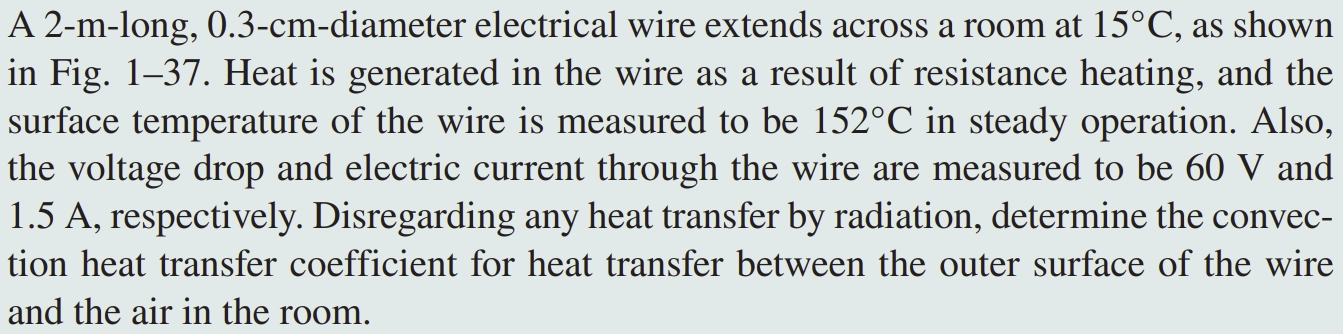 A 2-m-long, 0.3-cm-diameter electrical wire extends across a room at 15°C, as shown
in Fig. 1–37. Heat is generated in the wire as a result of resistance heating, and the
surface temperature of the wire is measured to be 152°C in steady operation. Also,
the voltage drop and electric current through the wire are measured to be 60 V and
1.5 A, respectively. Disregarding any heat transfer by radiation, determine the convec-
tion heat transfer coefficient for heat transfer between the outer surface of the wire
and the air in the room.